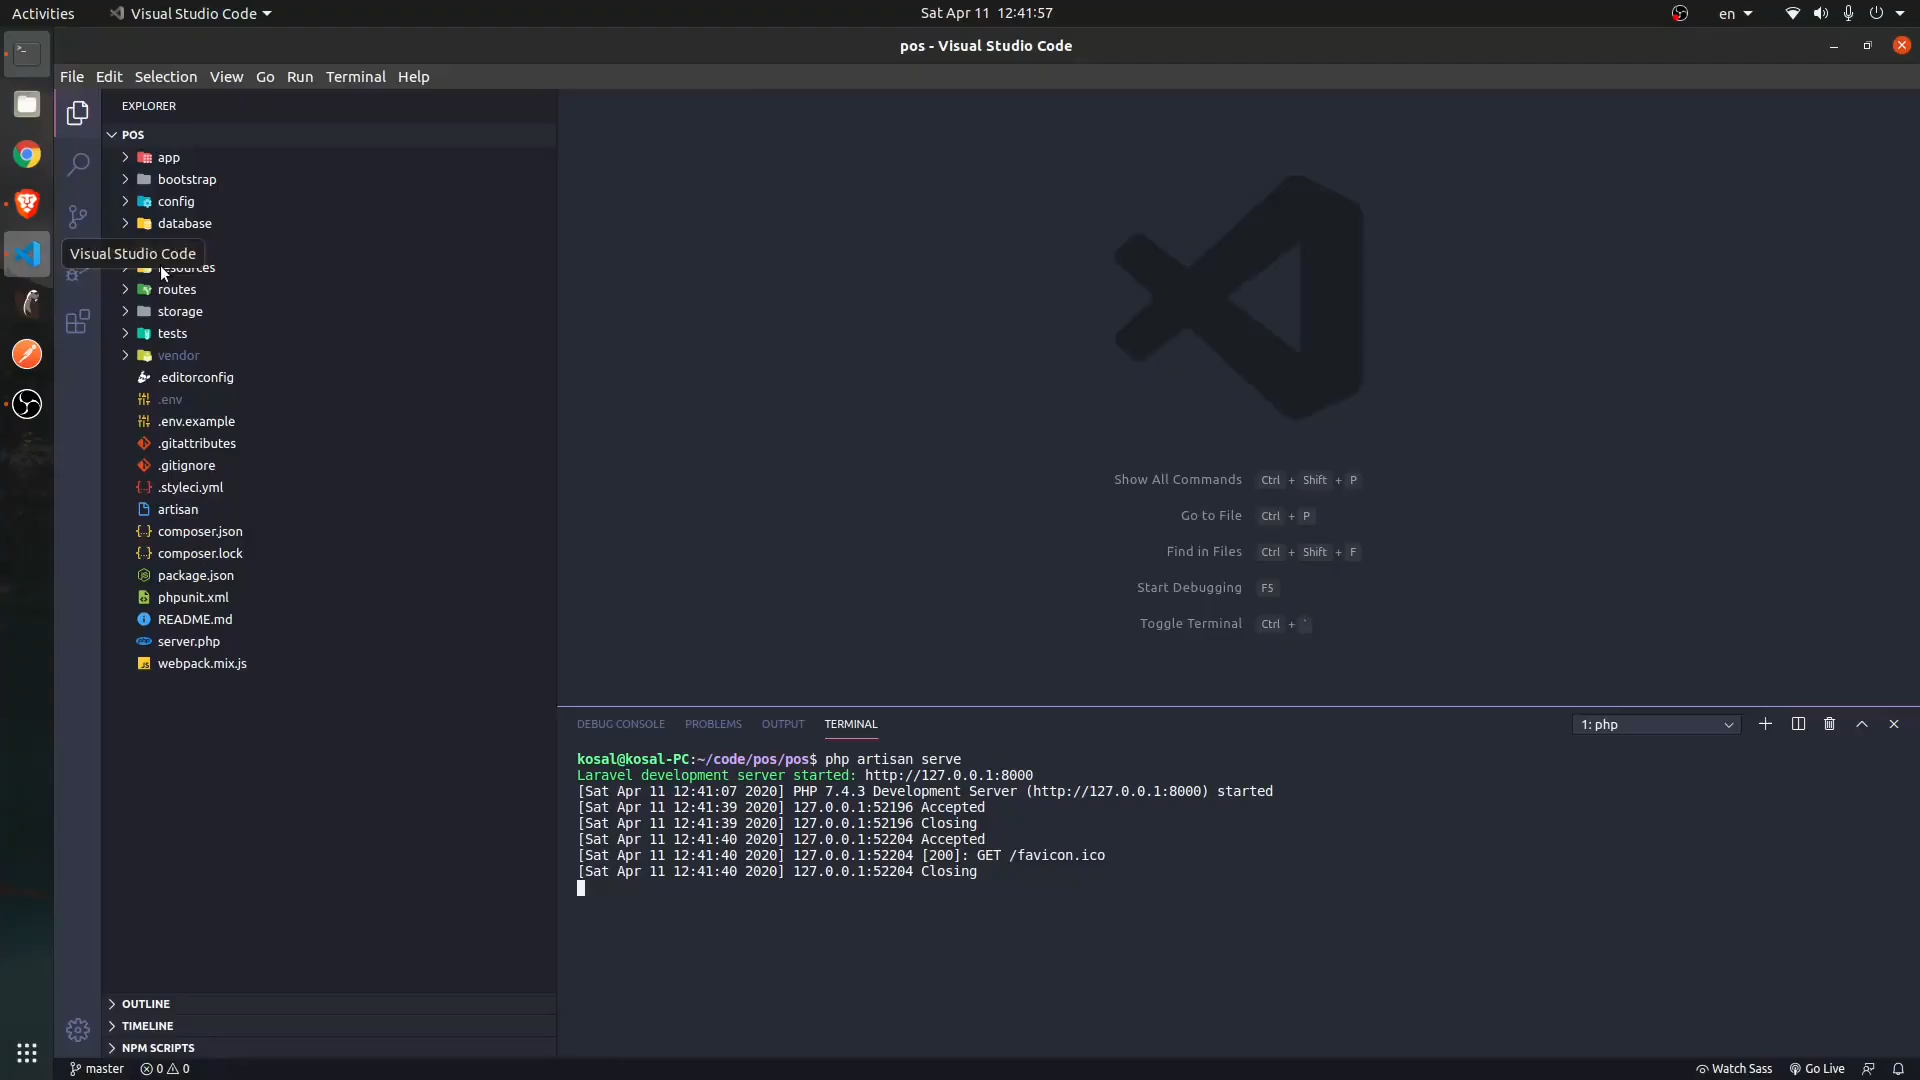 Activities Visual Studio Code Sat Apr 11 12:41:57 en
pos - Visual Studio Code
File Edit Selection View Go Run Terminal Help
EXPLORER
POS
app
bootstrap
config
database
Visual Studio Code
resources
routes
storage
tests
vendor
.editorconfig
.env
.env.example
.gitattributes
.gitignore
.styleci.yml
artisan
composer.json
composer.lock
package.json
phpunit.xml
README.md
server.php
webpack.mix.js
OUTLINE
TIMELINE
NPM SCRIPTS
Show All Commands Ctrl + Shift + P
Go to File Ctrl + P
Find in Files Ctrl + Shift + F
Start Debugging F5
Toggle Terminal Ctrl + `
DEBUG CONSOLE PROBLEMS OUTPUT TERMINAL 1: php
kosal@kosal-PC:~/code/pos/pos$ php artisan serve
Laravel development server started: http://127.0.0.1:8000
[Sat Apr 11 12:41:07 2020] PHP 7.4.3 Development Server (http://127.0.0.1:8000) started
[Sat Apr 11 12:41:39 2020] 127.0.0.1:52196 Accepted
[Sat Apr 11 12:41:39 2020] 127.0.0.1:52196 Closing
[Sat Apr 11 12:41:40 2020] 127.0.0.1:52204 Accepted
[Sat Apr 11 12:41:40 2020] 127.0.0.1:52204 [200]: GET /favicon.ico
[Sat Apr 11 12:41:40 2020] 127.0.0.1:52204 Closing
master 0 0 Watch Sass Go Live